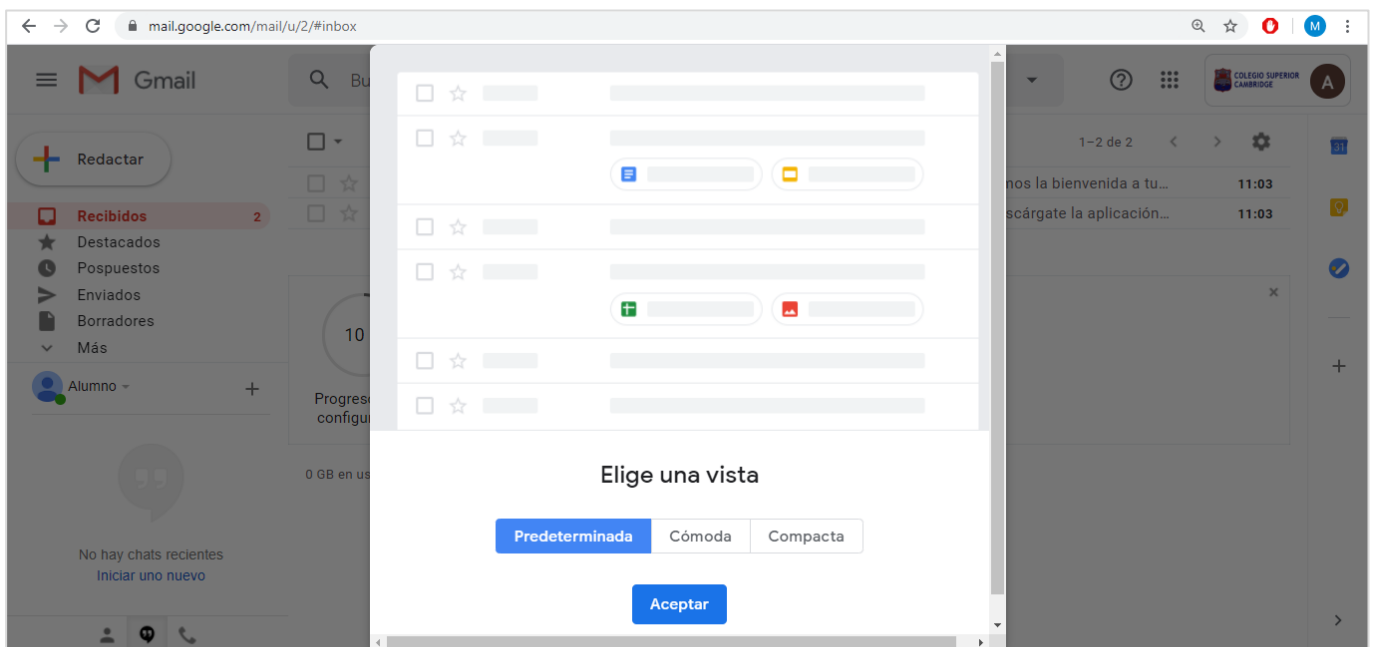 mail.google.com/mail/u/2/#inbox
M
Gmail
Bu
COLEGIO SUPERIOR
CAMBRIDGE
A
Redactar
1–2 de 2
31
nos la bienvenida a tu... 11:03
Recibidos 2
scárgate la aplicación... 11:03
Destacados
Pospuestos
Enviados
Borradores
Más
10
Alumno
Progres
configu
0 GB en us
Elige una vista
Predeterminada Cómoda Compacta
No hay chats recientes
Iniciar uno nuevo
Aceptar